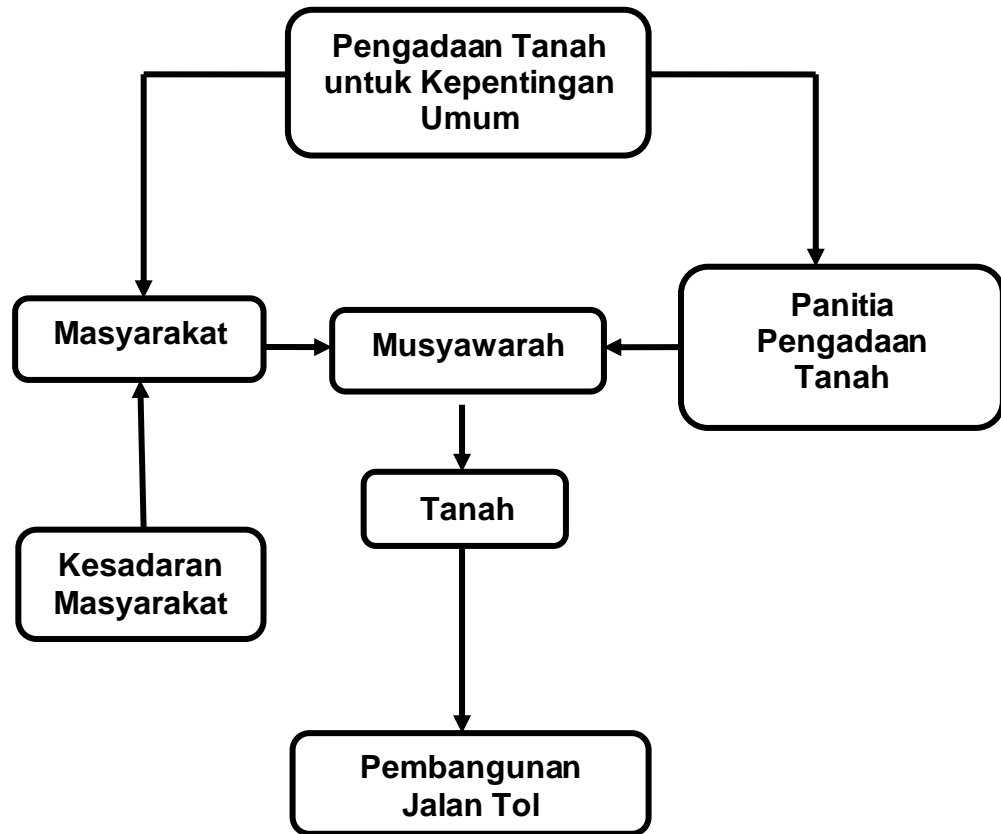 Pengadaan Tanah
untuk Kepentingan
Umum
Masyarakat
Musyawarah
Panitia
Pengadaan
Tanah
Tanah
Kesadaran
Masyarakat
Pembangunan
Jalan Tol